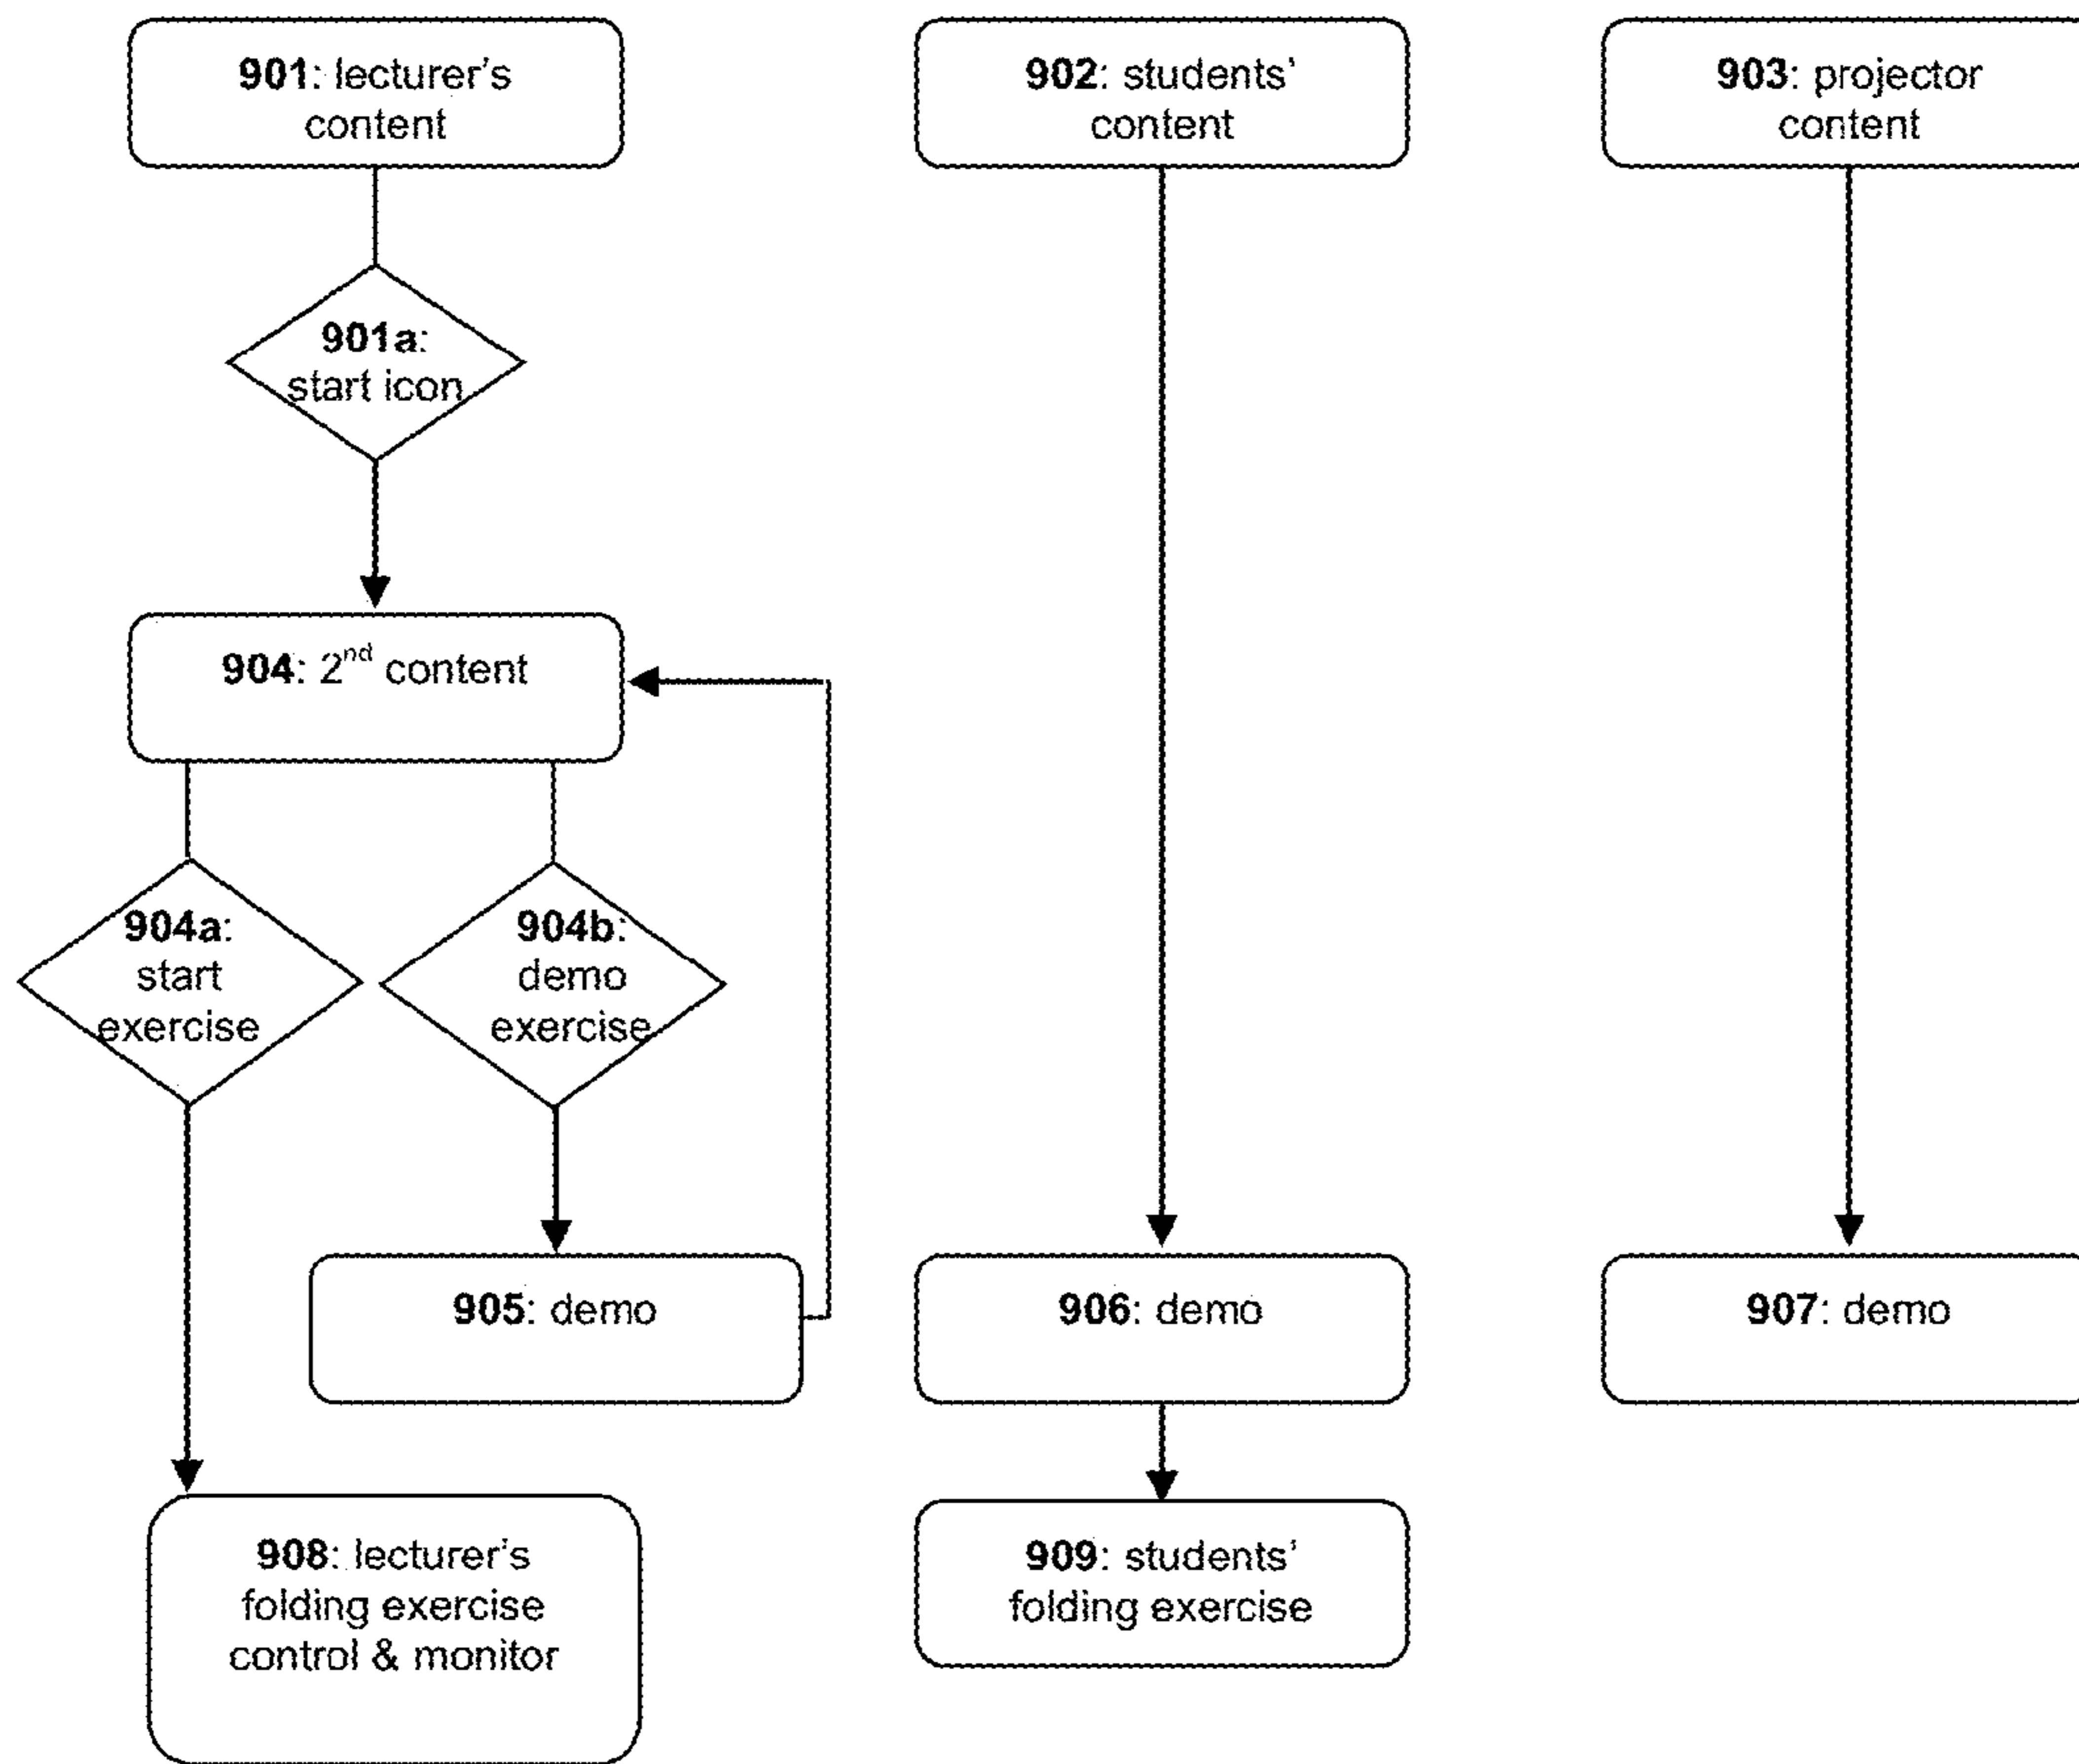 901: lecturer's
content
902: students'
content
903: projector
content
901a:
start icon
904: 2nd content
904a:
start
exercise
904b:
demo
exercise
905: demo
906: demo
907: demo
908: lecturer's
folding exercise
control & monitor
909: students'
folding exercise